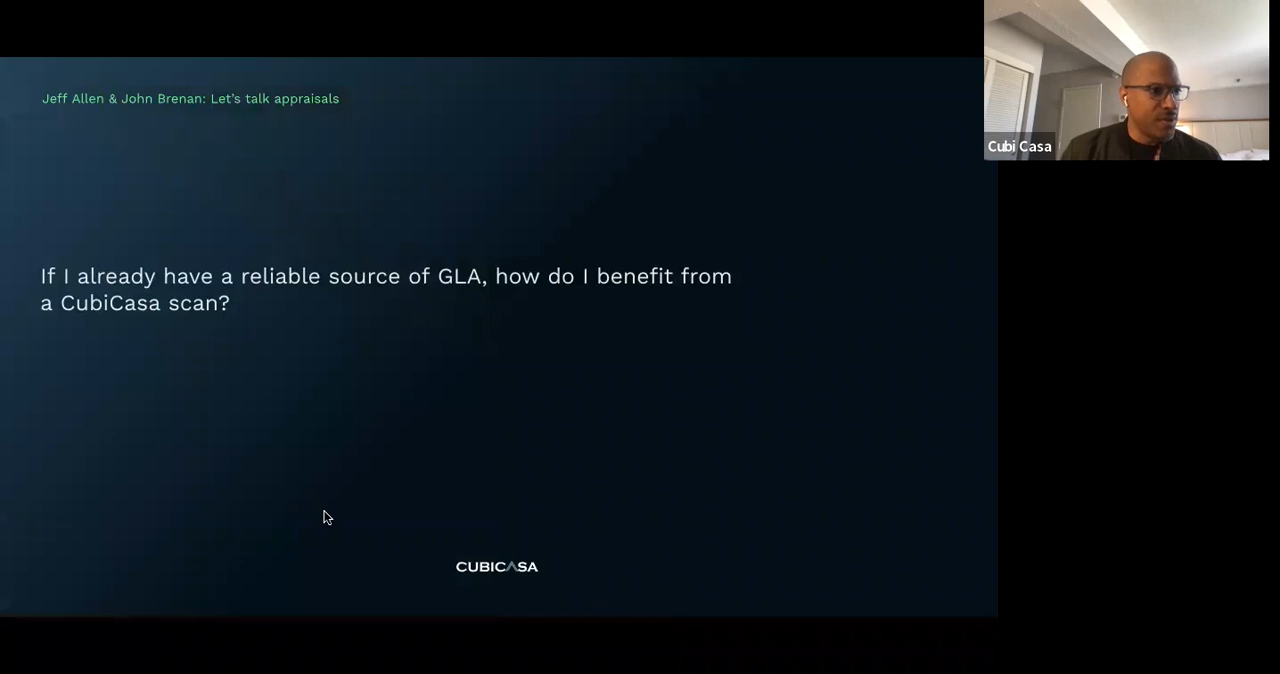 Jeff Allen & John Brenan: Let's talk appraisals
Cubi Casa
If I already have a reliable source of GLA, how do I benefit from
a CubiCasa scan?
CUBICASA